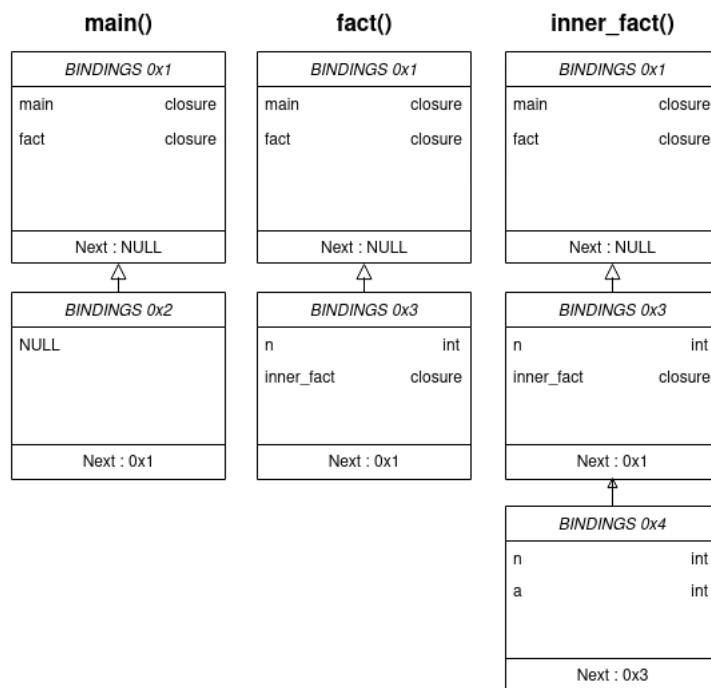 main()
BINDINGS 0x1
main closure
fact closure
Next : NULL
BINDINGS 0x2
NULL
Next : 0x1
fact()
BINDINGS 0x1
main closure
fact closure
Next : NULL
BINDINGS 0x3
n int
inner_fact closure
Next : 0x1
inner_fact()
BINDINGS 0x1
main closure
fact closure
Next : NULL
BINDINGS 0x3
n int
inner_fact closure
Next : 0x1
BINDINGS 0x4
n int
a int
Next : 0x3